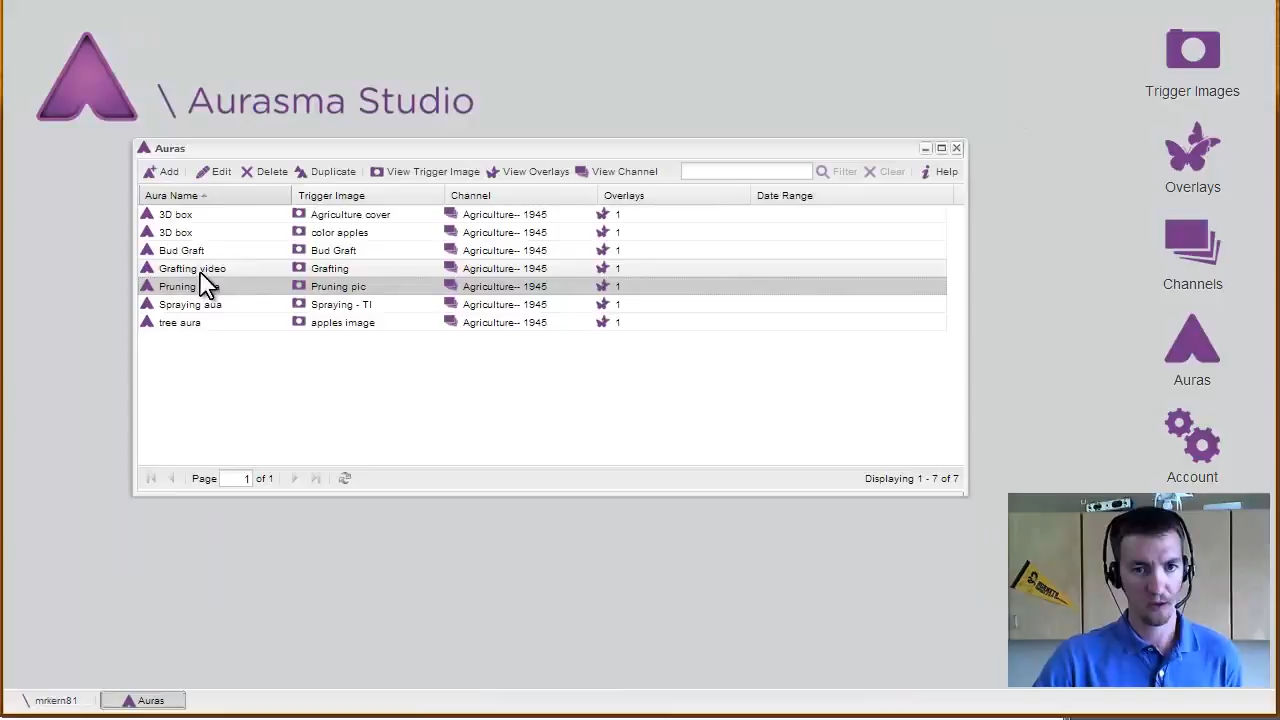 \ Aurasma Studio
Trigger Images
Overlays
Channels
Auras
Account
Auras
Add Edit Delete Duplicate View Trigger Image View Overlays View Channel Filter Clear Help
Aura Name Trigger Image Channel Overlays Date Range
3D box Agriculture cover Agriculture-- 1945 1
3D box color apples Agriculture-- 1945 1
Bud Graft Bud Graft Agriculture-- 1945 1
Grafting video Grafting Agriculture-- 1945 1
Pruning Pruning pic Agriculture-- 1945 1
Spraying aua Spraying - TI Agriculture-- 1945 1
tree aura apples image Agriculture-- 1945 1
Page 1 of 1 Displaying 1 - 7 of 7
\ mrkern81 Auras